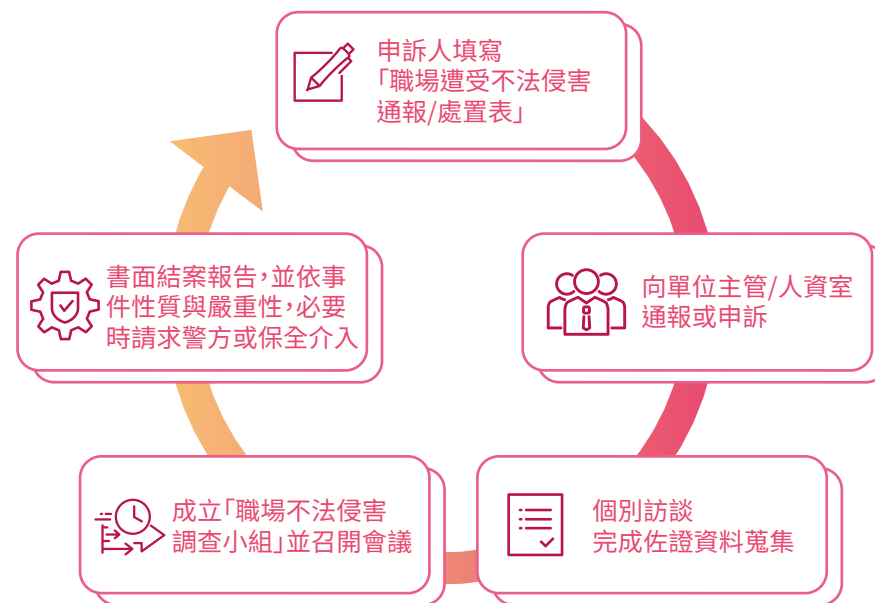 申訴人填寫
「職場遭受不法侵害
通報/處置表」
向單位主管/人資室
通報或申訴
個別訪談
完成佐證資料蒐集
成立「職場不法侵害
調查小組」並召開會議
書面結案報告，並依事
件性質與嚴重性，必要
時請求警方或保全介入